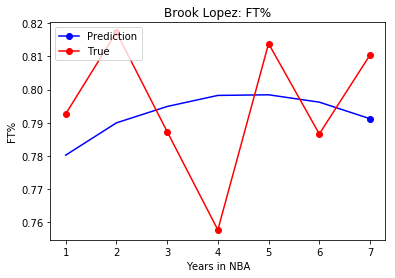 Brook Lopez: FT%
Prediction
True
0.82
0.81
0.80
0.79
0.78
0.77
0.76
FT%
1 2 3 4 5 6 7
Years in NBA